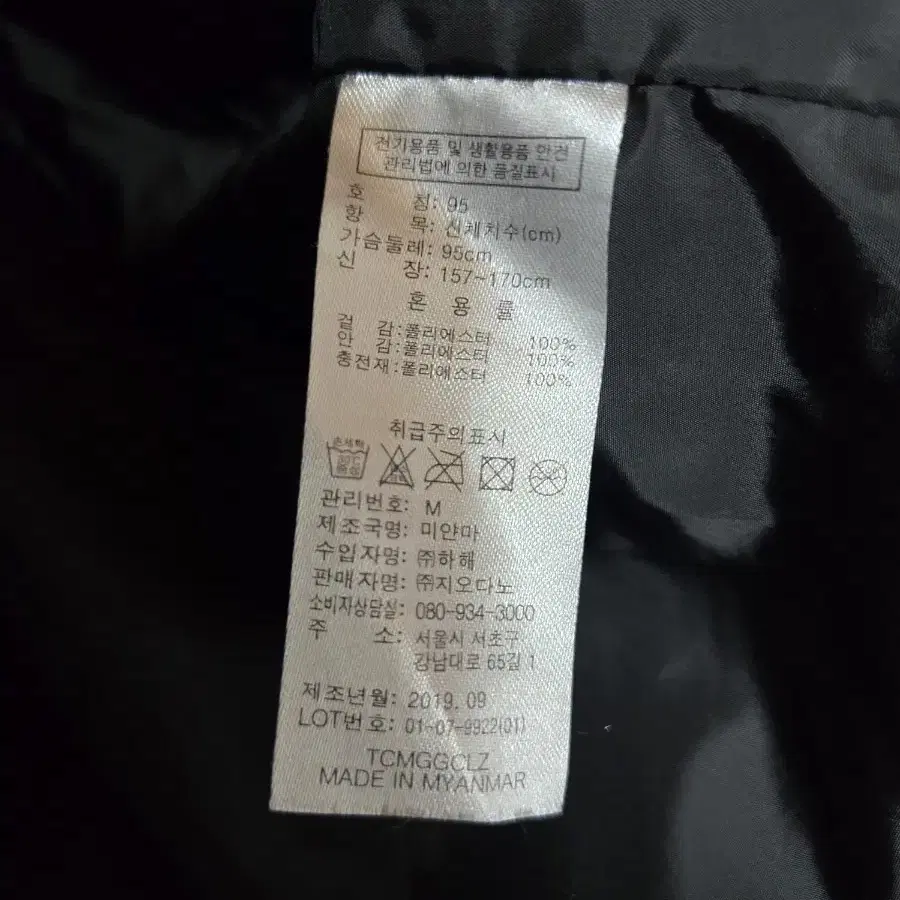 전기용품 및 생활용품 안전
관리법에 의한 품질표시
호 칭: 95
항 목: 신체치수(cm)
가슴둘레: 95cm
신 장: 157~170cm
혼 용 률
겉 감:폴리에스터 100%
안 감:폴리에스터 100%
충전재:폴리에스터 100%
취급주의표시
손세탁
30℃
중성
관리번호: M
제조국명: 미얀마
수입자명: ㈜하해
판매자명: ㈜지오다노
소비자상담실: 080-934-3000
주 소: 서울시 서초구
강남대로 65길 1
제조년월: 2019. 09
LOT번호: 01-07-9922(01)
TCMGGCLZ
MADE IN MYANMAR